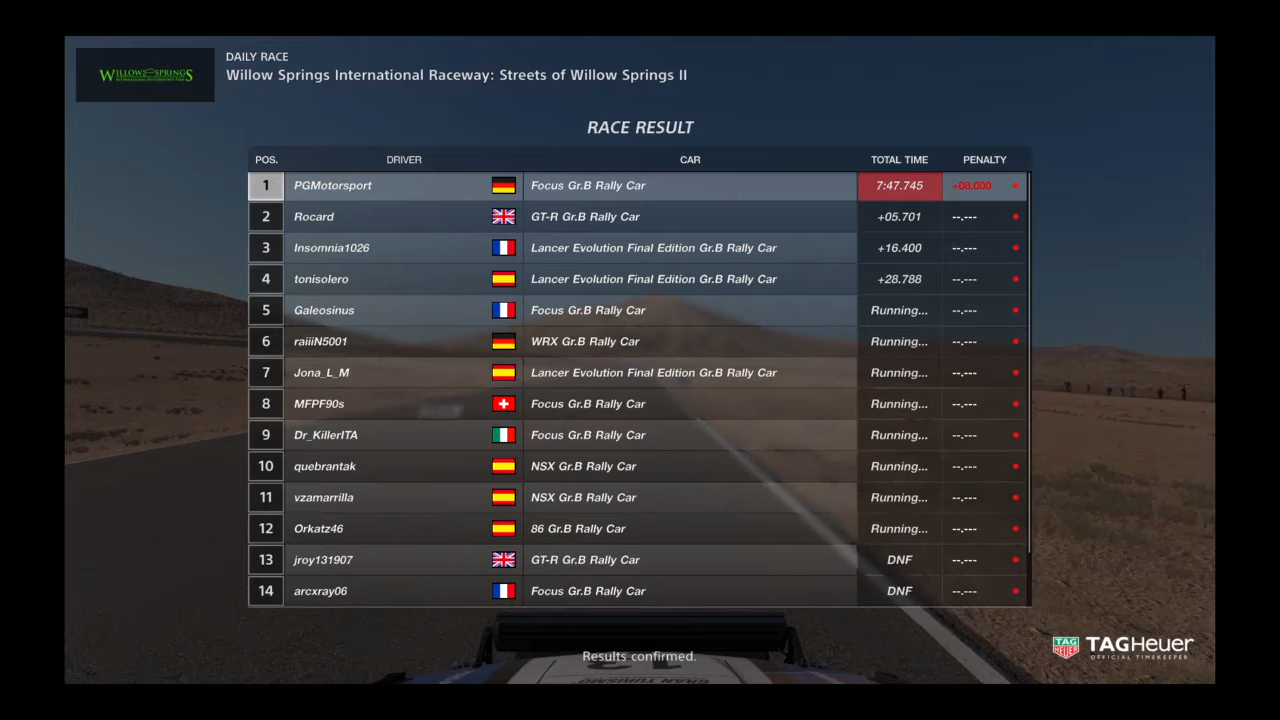 WILLOW SPRINGS
DAILY RACE
Willow Springs International Raceway: Streets of Willow Springs II
RACE RESULT
POS. DRIVER CAR TOTAL TIME PENALTY
1 PGMotorsport Focus Gr.B Rally Car 7:47.745 +08.000
2 Rocard GT-R Gr.B Rally Car +05.701 --.---
3 Insomnia1026 Lancer Evolution Final Edition Gr.B Rally Car +16.400 --.---
4 tonisolero Lancer Evolution Final Edition Gr.B Rally Car +28.788 --.---
5 Galeosinus Focus Gr.B Rally Car Running... --.---
6 raiiiN5001 WRX Gr.B Rally Car Running... --.---
7 Jona_L_M Lancer Evolution Final Edition Gr.B Rally Car Running... --.---
8 MFPF90s Focus Gr.B Rally Car Running... --.---
9 Dr_KillerITA Focus Gr.B Rally Car Running... --.---
10 quebrantak NSX Gr.B Rally Car Running... --.---
11 vzamarrilla NSX Gr.B Rally Car Running... --.---
12 Orkatz46 86 Gr.B Rally Car Running... --.---
13 jroy131907 GT-R Gr.B Rally Car DNF --.---
14 arcxray06 Focus Gr.B Rally Car DNF --.---
TAG HEUER TAGHeuer
OFFICIAL TIMEKEEPER
Results confirmed.
GRAN TURISMO